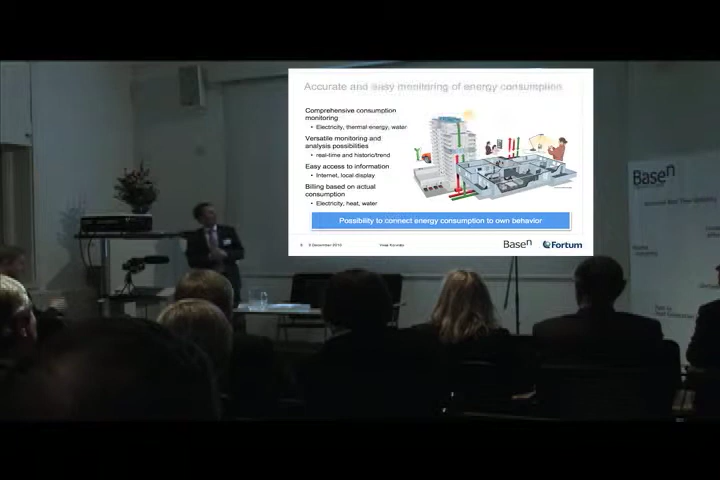 Accurate and easy monitoring of energy consumption
Comprehensive consumption
monitoring
• Electricity, thermal energy, water
Versatile monitoring and
analysis possibilities
• real-time and historic/trend
Easy access to information
• Internet, local display
Billing based on actual
consumption
• Electricity, heat, water
Possibility to connect energy consumption to own behavior
Basen
Fortum
Basen